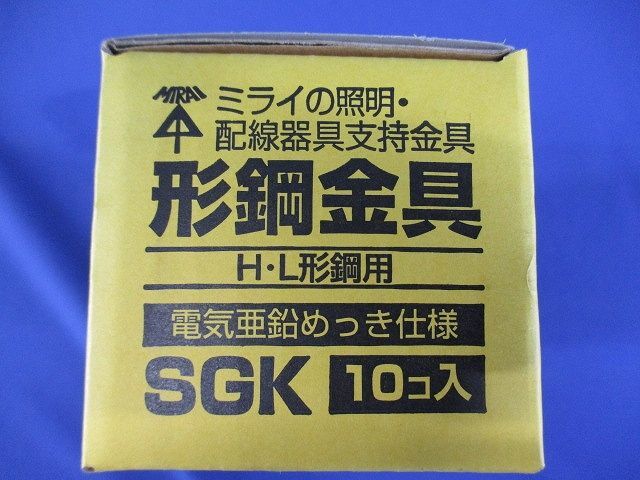 MIRAI
ミライの照明・
配線器具支持金具
形鋼金具
H・L形鋼用
電気亜鉛めっき仕様
SGK 10コ入